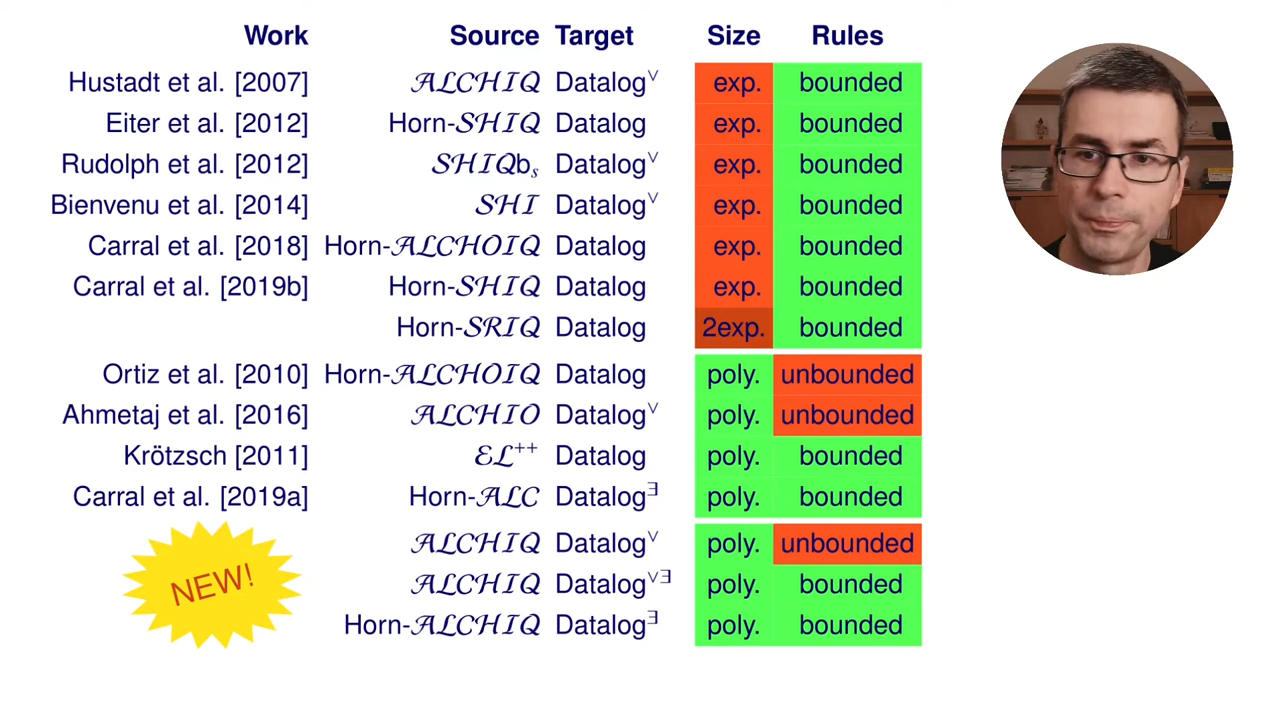 Work Source Target Size Rules
Hustadt et al. [2007] ALCHIQ Datalog∨ exp. bounded
Eiter et al. [2012] Horn-SHIQ Datalog exp. bounded
Rudolph et al. [2012] SHIQbₛ Datalog∨ exp. bounded
Bienvenu et al. [2014] SHI Datalog∨ exp. bounded
Carral et al. [2018] Horn-ALCHOIQ Datalog exp. bounded
Carral et al. [2019b] Horn-SHIQ Datalog exp. bounded
Horn-SRIQ Datalog 2exp. bounded
Ortiz et al. [2010] Horn-ALCHOIQ Datalog poly. unbounded
Ahmetaj et al. [2016] ALCHIO Datalog∨ poly. unbounded
Krötzsch [2011] EL++ Datalog poly. bounded
Carral et al. [2019a] Horn-ALC Datalog∃ poly. bounded
ALCHIQ Datalog∨ poly. unbounded
NEW! ALCHIQ Datalog∨∃ poly. bounded
Horn-ALCHIQ Datalog∃ poly. bounded